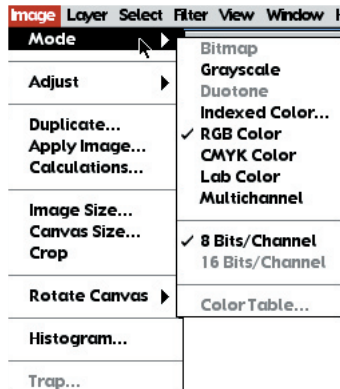 Image Layer Select Filter View Window
Mode
Adjust
Duplicate...
Apply Image...
Calculations...
Image Size...
Canvas Size...
Crop
Rotate Canvas
Histogram...
Trap...
Bitmap
Grayscale
Duotone
Indexed Color...
✓ RGB Color
CMYK Color
Lab Color
Multichannel
✓ 8 Bits/Channel
16 Bits/Channel
Color Table...